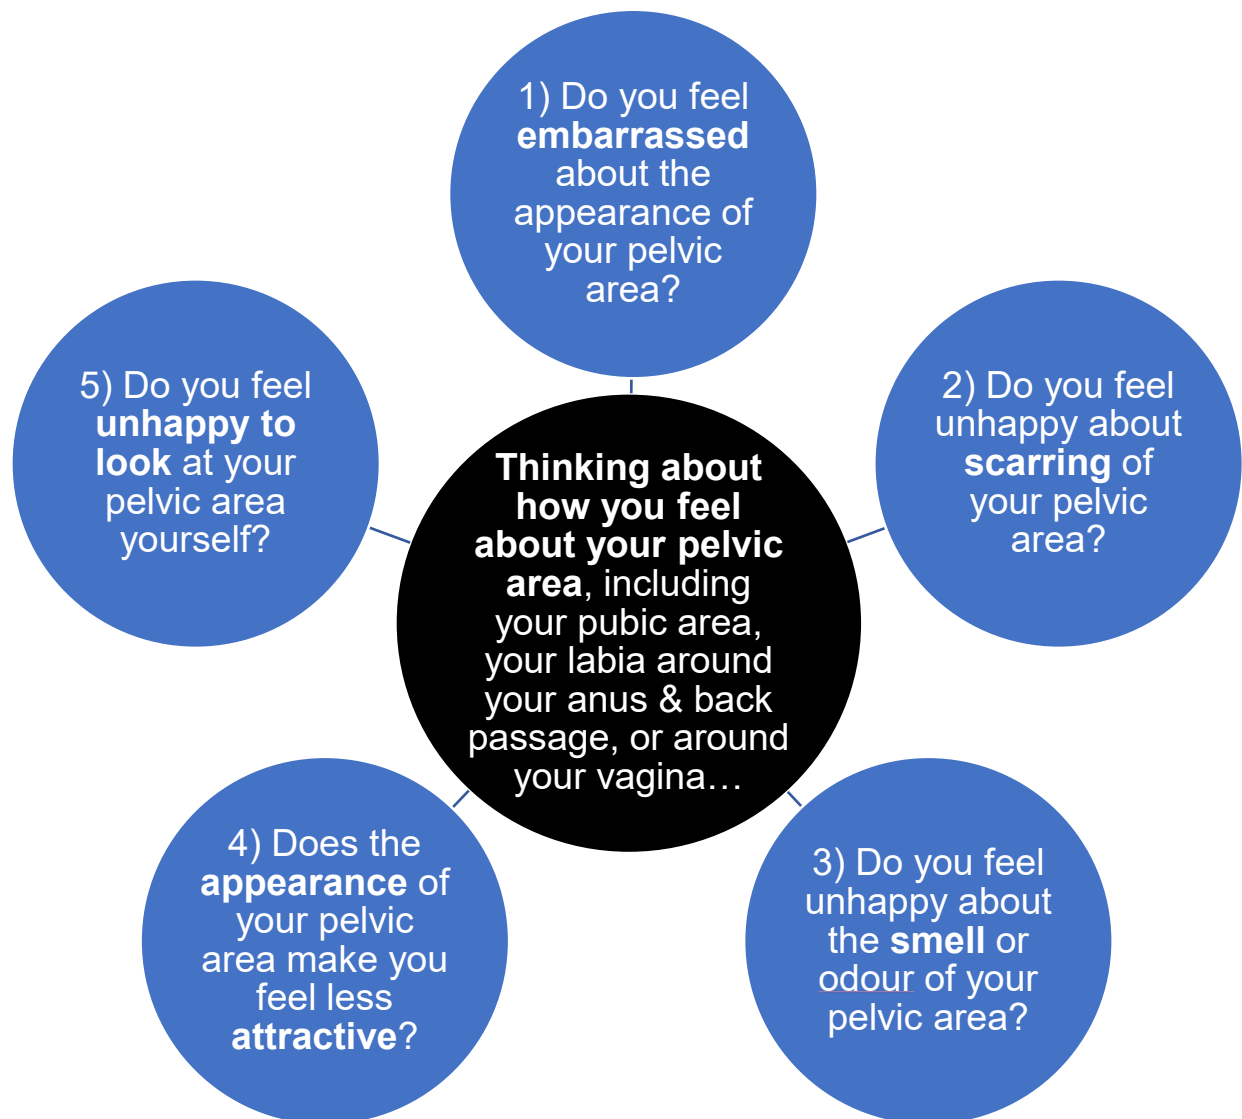 1) Do you feel
embarrassed
about the
appearance of
your pelvic
area?
2) Do you feel
unhappy about
scarring of
your pelvic
area?
3) Do you feel
unhappy about
the smell or
odour of your
pelvic area?
4) Does the
appearance of
your pelvic
area make you
feel less
attractive?
5) Do you feel
unhappy to
look at your
pelvic area
yourself?
Thinking about
how you feel
about your pelvic
area, including
your pubic area,
your labia around
your anus & back
passage, or around
your vagina…